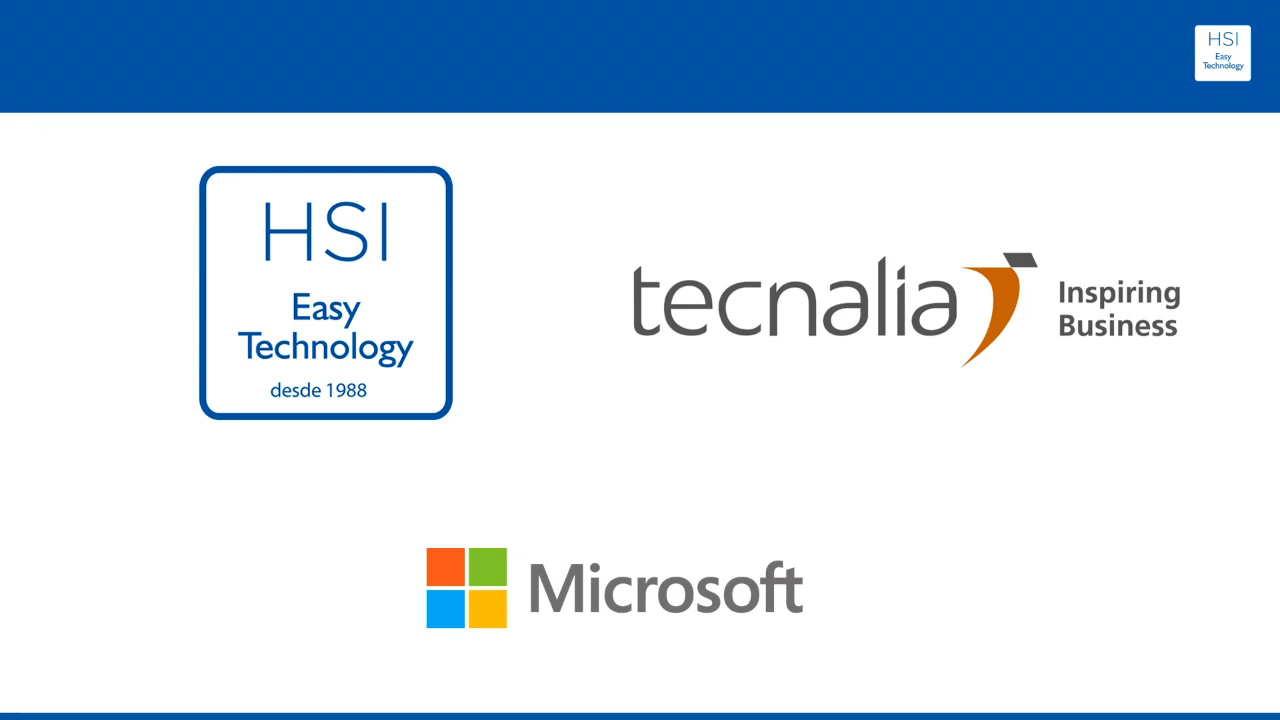 HSI
Easy
Technology
HSI
Easy
Technology
desde 1988
tecnalia
Inspiring
Business
Microsoft